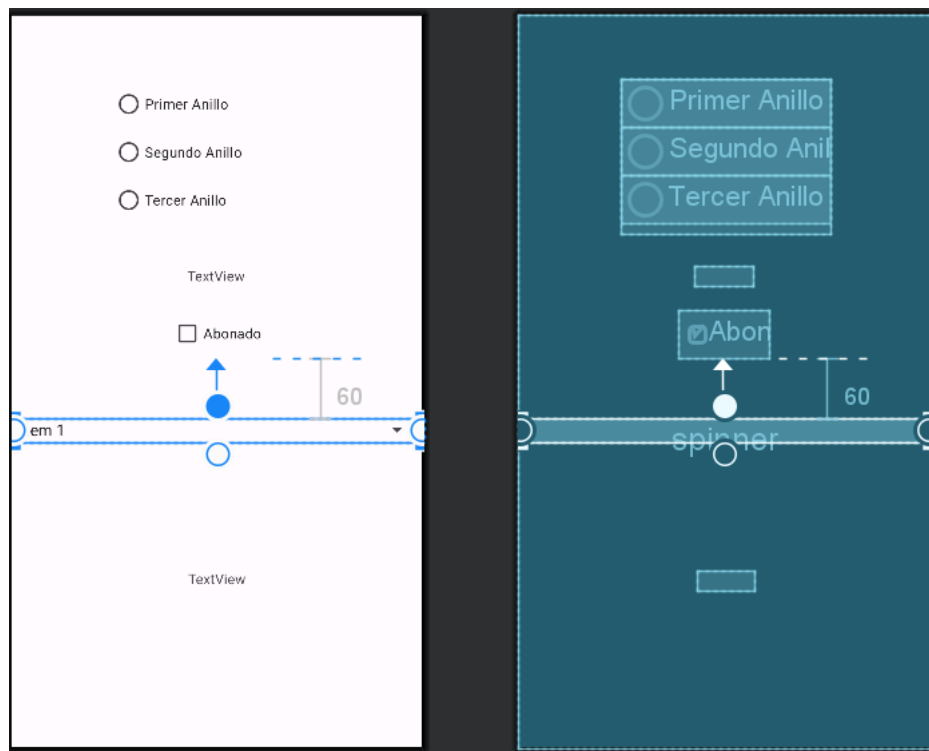 Primer Anillo
Segundo Anillo
Tercer Anillo
TextView
Abonado
60
em 1
TextView
Primer Anillo
Segundo Anil
Tercer Anillo
Abon
60
spinner